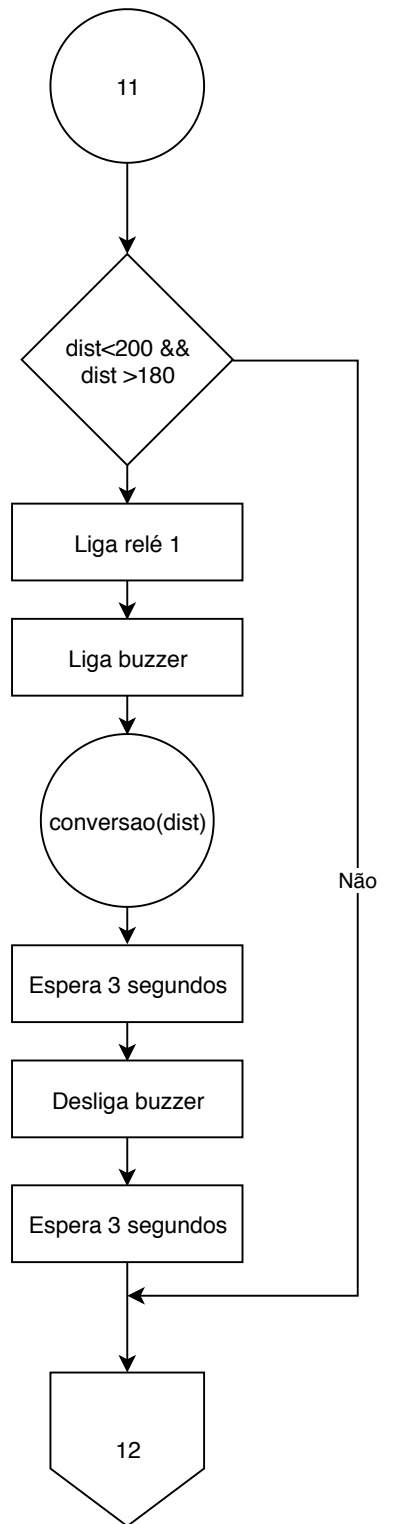 11
dist<200 &&
dist >180
Liga relé 1
Liga buzzer
conversao(dist)
Não
Espera 3 segundos
Desliga buzzer
Espera 3 segundos
12